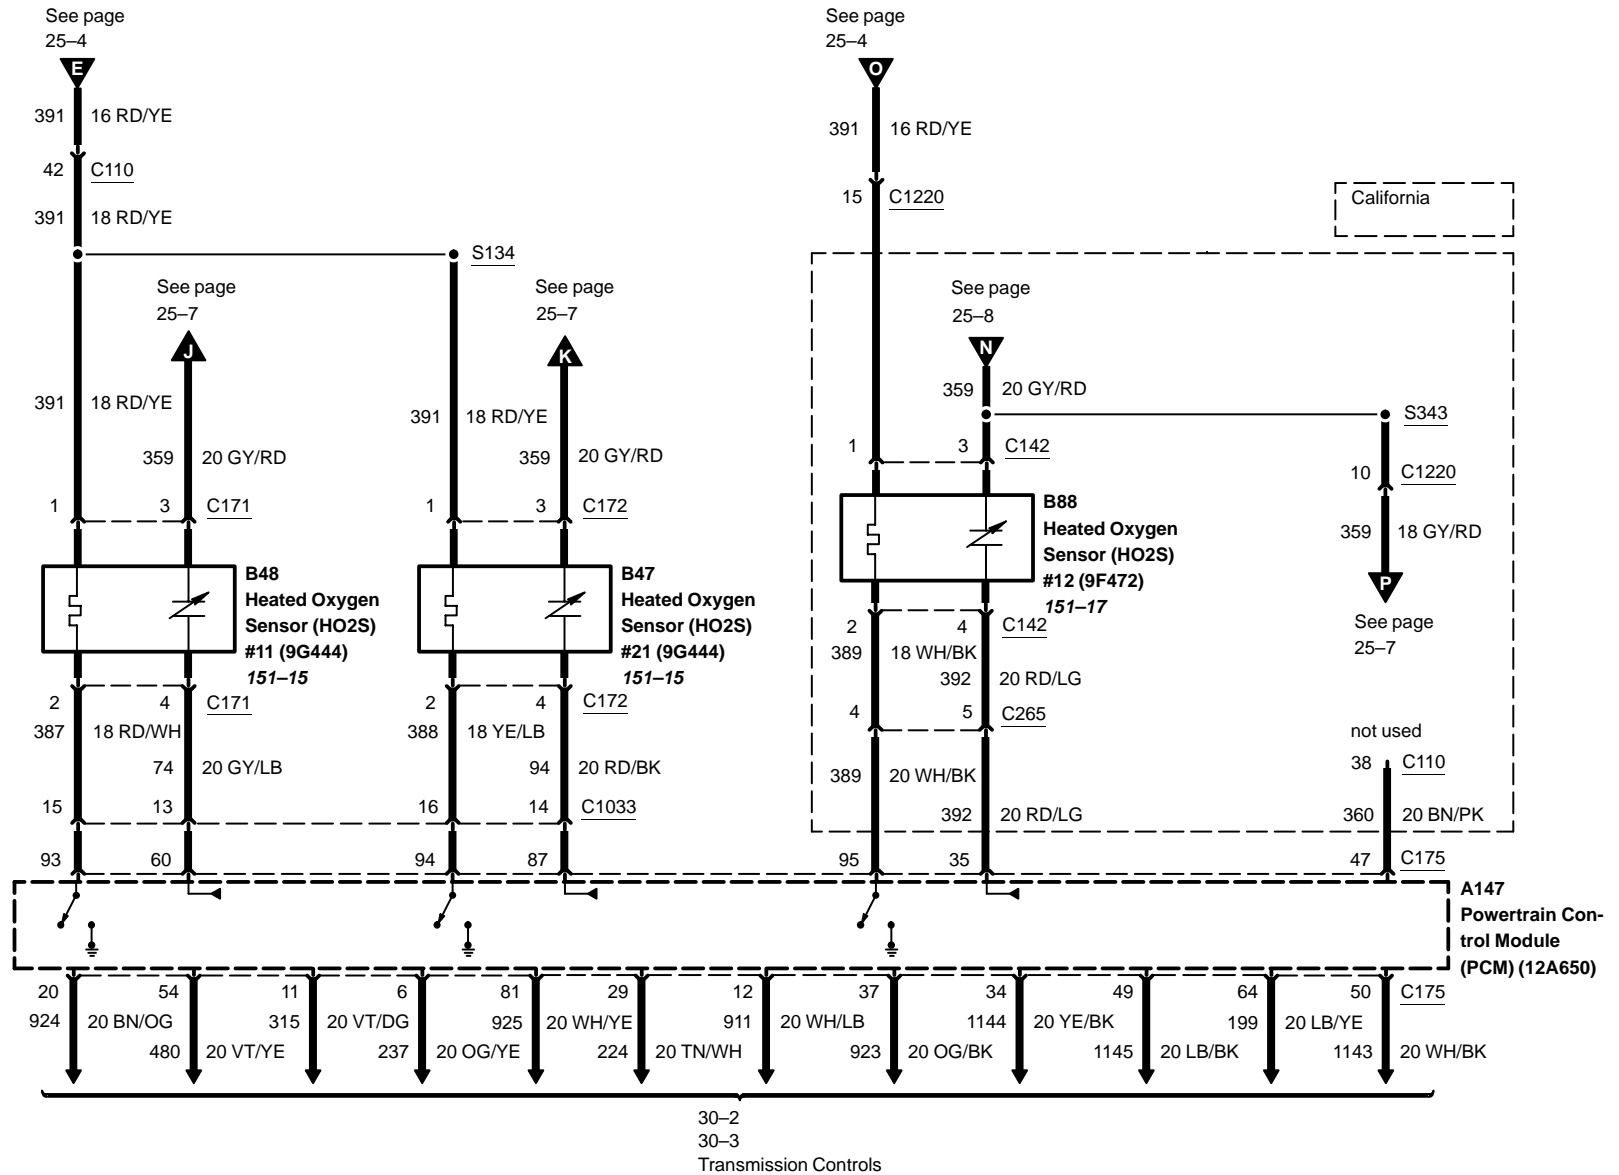 See page
25–4
E
391 16 RD/YE
42 C110
391 18 RD/YE
S134
See page
25–7
J
See page
25–7
K
391 18 RD/YE
391 18 RD/YE
359 20 GY/RD
359 20 GY/RD
1 3 C171
1 3 C172
B48
Heated Oxygen
Sensor (HO2S)
#11 (9G444)
151–15
B47
Heated Oxygen
Sensor (HO2S)
#21 (9G444)
151–15
2 4 C171
2 4 C172
387 18 RD/WH
388 18 YE/LB
74 20 GY/LB
94 20 RD/BK
15 13
16 14 C1033
93 60
94 87
See page
25–4
O
391 16 RD/YE
15 C1220
California
See page
25–8
N
359 20 GY/RD
S343
1 3 C142
10 C1220
B88
Heated Oxygen
Sensor (HO2S)
#12 (9F472)
151–17
359 18 GY/RD
P
See page
25–7
2 4 C142
389 18 WH/BK
392 20 RD/LG
4 5 C265
not used
38 C110
389 20 WH/BK
392 20 RD/LG
360 20 BN/PK
95 35
47 C175
A147
Powertrain Con-
trol Module
(PCM) (12A650)
20 54 11 6 81 29 12 37 34 49 64 50 C175
924 20 BN/OG 315 20 VT/DG 925 20 WH/YE 911 20 WH/LB 1144 20 YE/BK 199 20 LB/YE
480 20 VT/YE 237 20 OG/YE 224 20 TN/WH 923 20 OG/BK 1145 20 LB/BK 1143 20 WH/BK
30–2
30–3
Transmission Controls